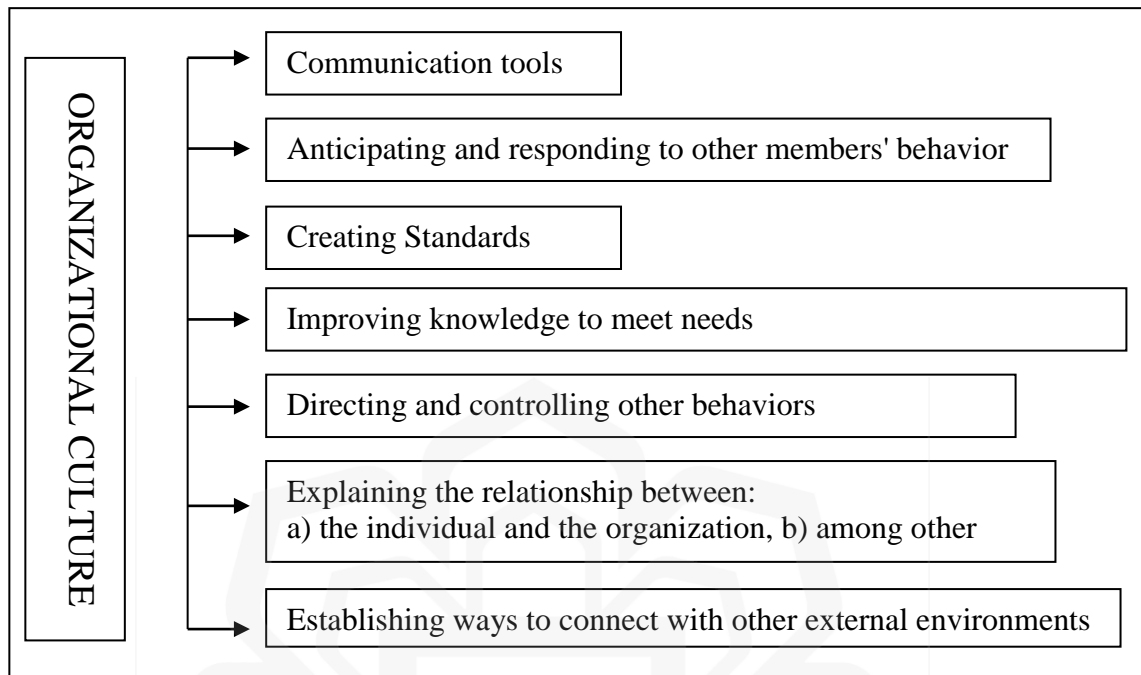 ORGANIZATIONAL CULTURE
Communication tools
Anticipating and responding to other members' behavior
Creating Standards
Improving knowledge to meet needs
Directing and controlling other behaviors
Explaining the relationship between:
a) the individual and the organization, b) among other
Establishing ways to connect with other external environments